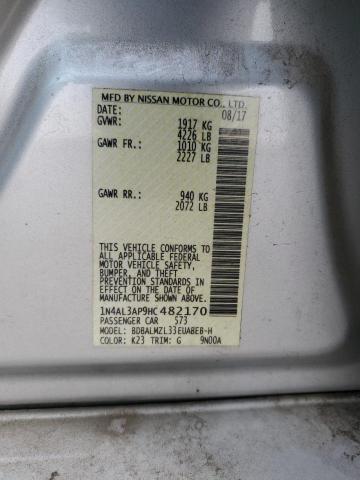 MFD BY NISSAN MOTOR CO., LTD.
DATE: 08/17
GVWR: 1917 KG
4226 LB
GAWR FR.: 1010 KG
2227 LB
GAWR RR.: 940 KG
2072 LB
THIS VEHICLE CONFORMS TO
ALL APPLICABLE FEDERAL
MOTOR VEHICLE SAFETY,
BUMPER, AND THEFT
PREVENTION STANDARDS IN
EFFECT ON THE DATE OF
MANUFACTURE SHOWN ABOVE.
1N4AL3AP9HC482170
PASSENGER CAR 573
MODEL: BDBALMZL33EUABEB-H
COLOR: K23 TRIM: G 9N00A